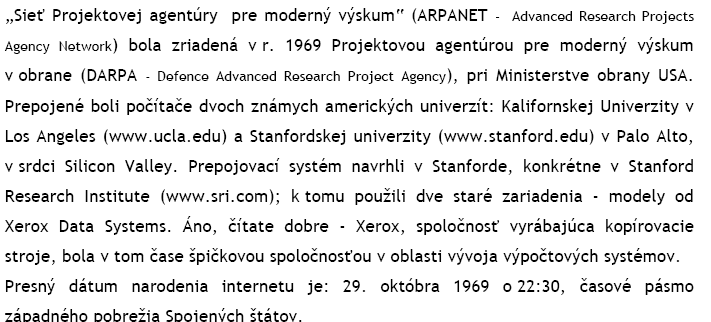 „Sieť Projektovej agentúry pre moderný výskum“ (ARPANET - Advanced Research Projects
Agency Network) bola zriadená v r. 1969 Projektovou agentúrou pre moderný výskum
v obrane (DARPA - Defence Advanced Research Project Agency), pri Ministerstve obrany USA.
Prepojené boli počítače dvoch známych amerických univerzít: Kalifornskej Univerzity v
Los Angeles (www.ucla.edu) a Stanfordskej univerzity (www.stanford.edu) v Palo Alto,
v srdci Silicon Valley. Prepojovací systém navrhli v Stanforde, konkrétne v Stanford
Research Institute (www.sri.com); k tomu použili dve staré zariadenia - modely od
Xerox Data Systems. Áno, čítate dobre - Xerox, spoločnosť vyrábajúca kopírovacie
stroje, bola v tom čase špičkovou spoločnosťou v oblasti vývoja výpočtových systémov.
Presný dátum narodenia internetu je: 29. októbra 1969 o 22:30, časové pásmo
západného pobrežia Spojených štátov.